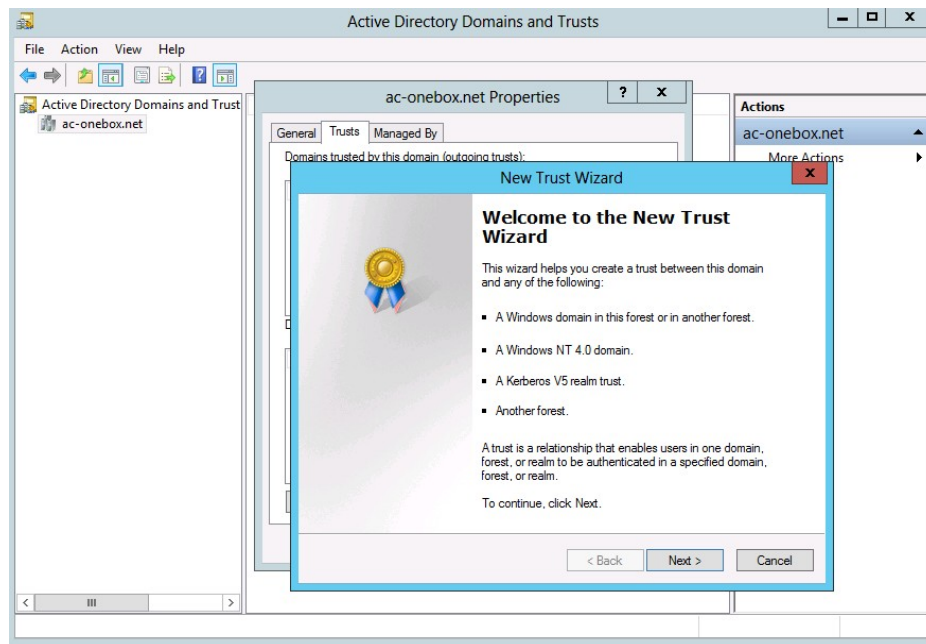 Active Directory Domains and Trusts
File Action View Help
Active Directory Domains and Trust
ac-onebox.net
ac-onebox.net Properties
? x
General Trusts Managed By
Domains trusted by this domain (outgoing trusts):
New Trust Wizard
x
Welcome to the New Trust
Wizard
This wizard helps you create a trust between this domain
and any of the following:
A Windows domain in this forest or in another forest.
A Windows NT 4.0 domain.
A Kerberos V5 realm trust.
Another forest.
A trust is a relationship that enables users in one domain,
forest, or realm to be authenticated in a specified domain,
forest, or realm.
To continue, click Next.
< Back Next > Cancel
Actions
ac-onebox.net
More Actions